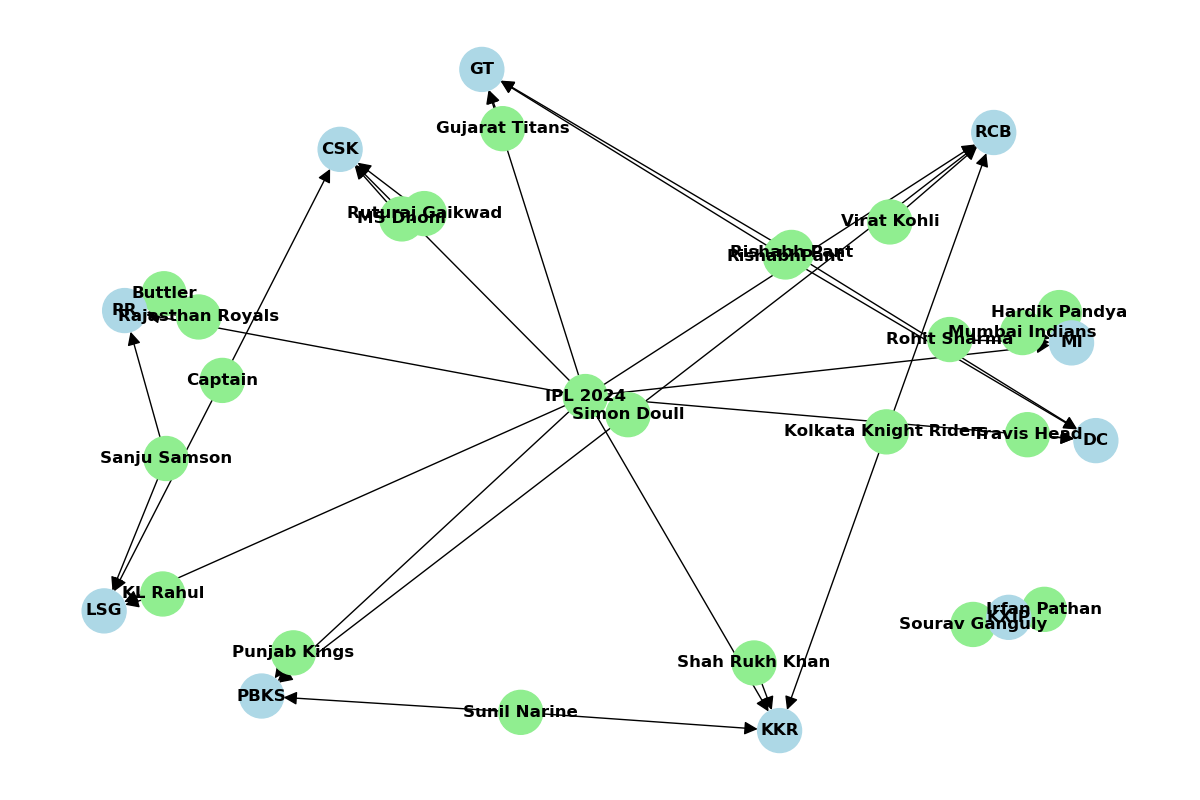 GT
Gujarat Titans
RCB
CSK
Ruturaj Gaikwad
MS Dhoni
Virat Kohli
Rishabh Pant
RishabhPant
Buttler
RR
Rajasthan Royals
Hardik Pandya
Mumbai Indians
Rohit Sharma
MI
Captain
IPL 2024
Simon Doull
Kolkata Knight Riders
Travis Head
DC
Sanju Samson
KL Rahul
LSG
Irfan Pathan
KXIP
Sourav Ganguly
Punjab Kings
Shah Rukh Khan
PBKS
Sunil Narine
KKR